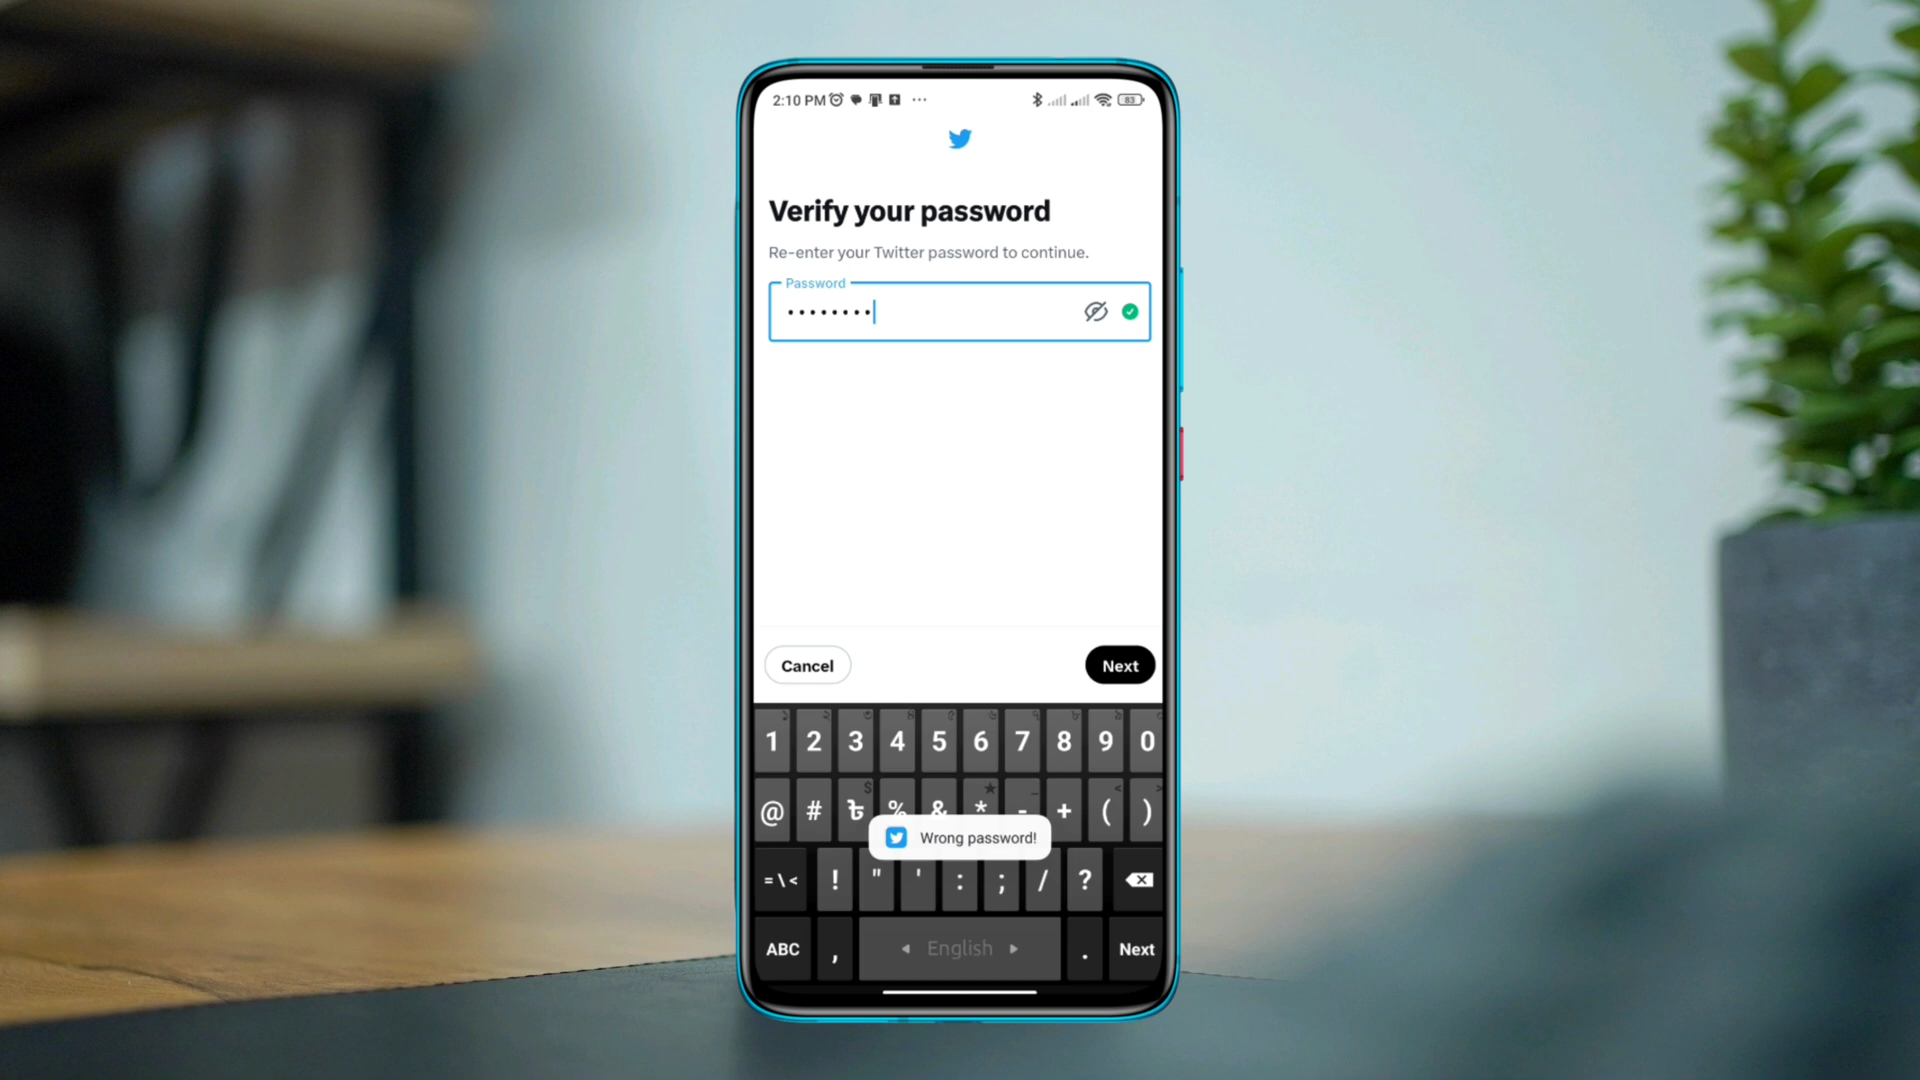 2:10 PM
83
Verify your password
Re-enter your Twitter password to continue.
Password
••••••••
Cancel
Next
1 2 3 4 5 6 7 8 9 0
@ # ৳ % & * - + ( )
Wrong password!
= \ < ! " ' : ; / ?
ABC , English . Next